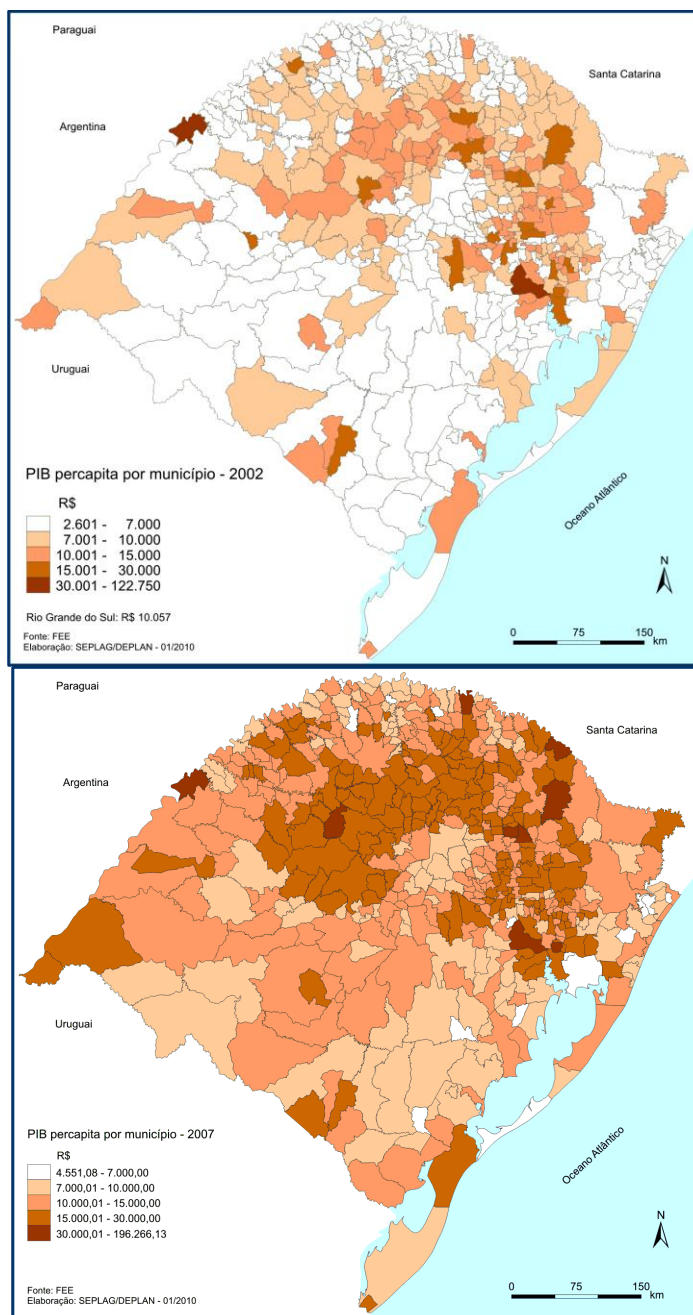 Paraguai
Santa Catarina
Argentina
Uruguai
PIB percapita por município - 2002
R$
2.601 - 7.000
7.001 - 10.000
10.001 - 15.000
15.001 - 30.000
30.001 - 122.750
Rio Grande do Sul: R$ 10.057
Fonte: FEE
Elaboração: SEPLAG/DEPLAN - 01/2010
Oceano Atlântico
N
0 75 150
km
Paraguai
Santa Catarina
Argentina
Uruguai
PIB percapita por município - 2007
R$
4.551,08 - 7.000,00
7.000,01 - 10.000,00
10.000,01 - 15.000,00
15.000,01 - 30.000,00
30.000,01 - 196.266,13
Fonte: FEE
Elaboração: SEPLAG/DEPLAN - 01/2010
Oceano Atlântico
N
0 75 150
km